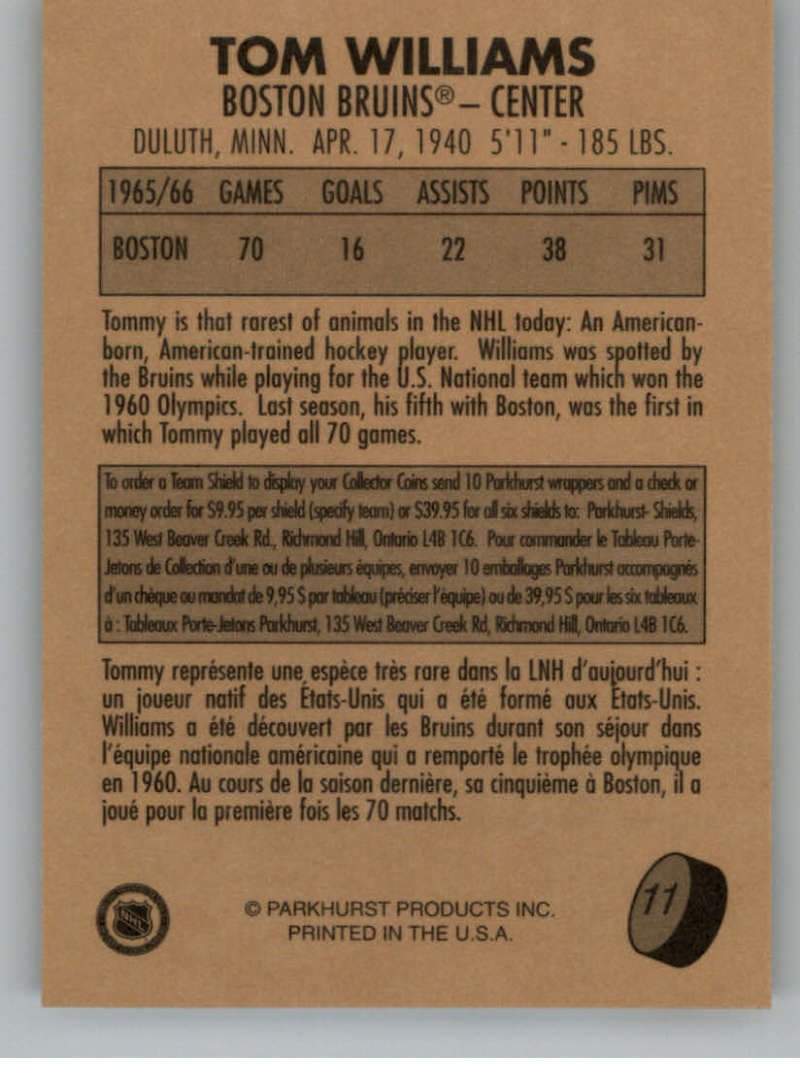 TOM WILLIAMS
BOSTON BRUINS® – CENTER
DULUTH, MINN. APR. 17, 1940 5'11" - 185 LBS.
1965/66 GAMES GOALS ASSISTS POINTS PIMS
BOSTON 70 16 22 38 31
Tommy is that rarest of animals in the NHL today: An American-
born, American-trained hockey player. Williams was spotted by
the Bruins while playing for the U.S. National team which won the
1960 Olympics. Last season, his fifth with Boston, was the first in
which Tommy played all 70 games.
To order a Team Shield to display your Collector Coins send 10 Parkhurst wrappers and a check or
money order for $9.95 per shield (specify team) or $39.95 for all six shields to: Parkhurst- Shields,
135 West Beaver Creek Rd., Richmond Hill, Ontario L4B 1C6. Pour commander le Tableau Porte-
Jetons de Collection d'une ou de plusieurs équipes, envoyer 10 emballages Parkhurst accompagnés
d'un chèque ou mandat de 9,95 $ par tableau (préciser l'équipe) ou de 39,95 $ pour les six tableaux
à : Tableaux Porte-Jetons Parkhurst, 135 West Beaver Creek Rd, Richmond Hill, Ontario L4B 1C6.
Tommy représente une espèce très rare dans la LNH d'aujourd'hui :
un joueur natif des États-Unis qui a été formé aux États-Unis.
Williams a été découvert par les Bruins durant son séjour dans
l'équipe nationale américaine qui a remporté le trophée olympique
en 1960. Au cours de la saison dernière, sa cinquième à Boston, il a
joué pour la première fois les 70 matchs.
NHL
© PARKHURST PRODUCTS INC.
PRINTED IN THE U.S.A.
11